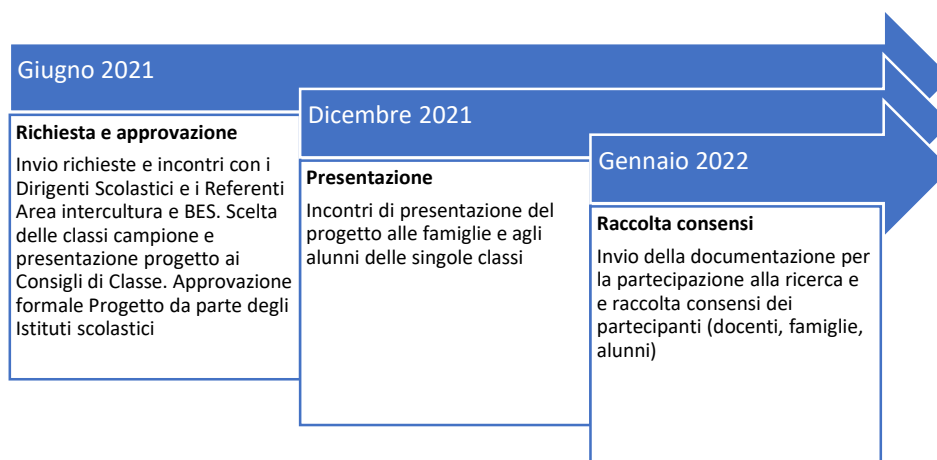 Giugno 2021
Richiesta e approvazione
Invio richieste e incontri con i
Dirigenti Scolastici e i Referenti
Area intercultura e BES. Scelta
delle classi campione e
presentazione progetto ai
Consigli di Classe. Approvazione
formale Progetto da parte degli
Istituti scolastici
Dicembre 2021
Presentazione
Incontri di presentazione del
progetto alle famiglie e agli
alunni delle singole classi
Gennaio 2022
Raccolta consensi
Invio della documentazione per
la partecipazione alla ricerca e
e raccolta consensi dei
partecipanti (docenti, famiglie,
alunni)